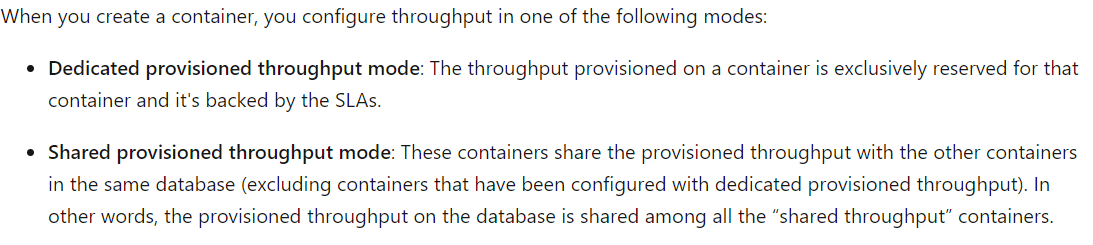 When you create a container, you configure throughput in one of the following modes:
• Dedicated provisioned throughput mode: The throughput provisioned on a container is exclusively reserved for that
container and it's backed by the SLAs.
• Shared provisioned throughput mode: These containers share the provisioned throughput with the other containers
in the same database (excluding containers that have been configured with dedicated provisioned throughput). In
other words, the provisioned throughput on the database is shared among all the “shared throughput” containers.